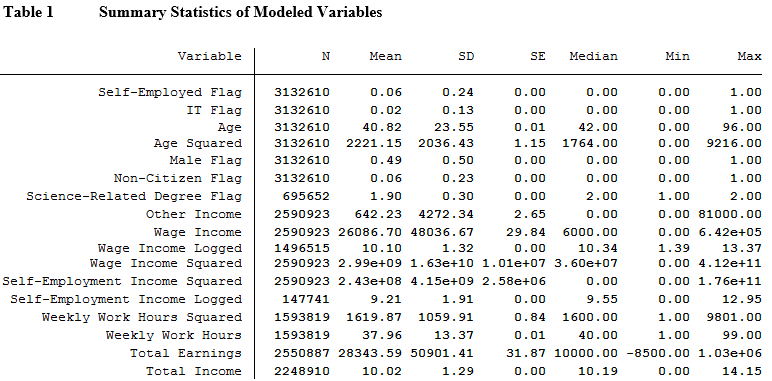 Table 1 Summary Statistics of Modeled Variables
Variable N Mean SD SE Median Min Max
Self-Employed Flag 3132610 0.06 0.24 0.00 0.00 0.00 1.00
IT Flag 3132610 0.02 0.13 0.00 0.00 0.00 1.00
Age 3132610 40.82 23.55 0.01 42.00 0.00 96.00
Age Squared 3132610 2221.15 2036.43 1.15 1764.00 0.00 9216.00
Male Flag 3132610 0.49 0.50 0.00 0.00 0.00 1.00
Non-Citizen Flag 3132610 0.06 0.23 0.00 0.00 0.00 1.00
Science-Related Degree Flag 695652 1.90 0.30 0.00 2.00 1.00 2.00
Other Income 2590923 642.23 4272.34 2.65 0.00 0.00 81000.00
Wage Income 2590923 26086.70 48036.67 29.84 6000.00 0.00 6.42e+05
Wage Income Logged 1496515 10.10 1.32 0.00 10.34 1.39 13.37
Wage Income Squared 2590923 2.99e+09 1.63e+10 1.01e+07 3.60e+07 0.00 4.12e+11
Self-Employment Income Squared 2590923 2.43e+08 4.15e+09 2.58e+06 0.00 0.00 1.76e+11
Self-Employment Income Logged 147741 9.21 1.91 0.00 9.55 0.00 12.95
Weekly Work Hours Squared 1593819 1619.87 1059.91 0.84 1600.00 1.00 9801.00
Weekly Work Hours 1593819 37.96 13.37 0.01 40.00 1.00 99.00
Total Earnings 2550887 28343.59 50901.41 31.87 10000.00 -8500.00 1.03e+06
Total Income 2248910 10.02 1.29 0.00 10.19 0.00 14.15